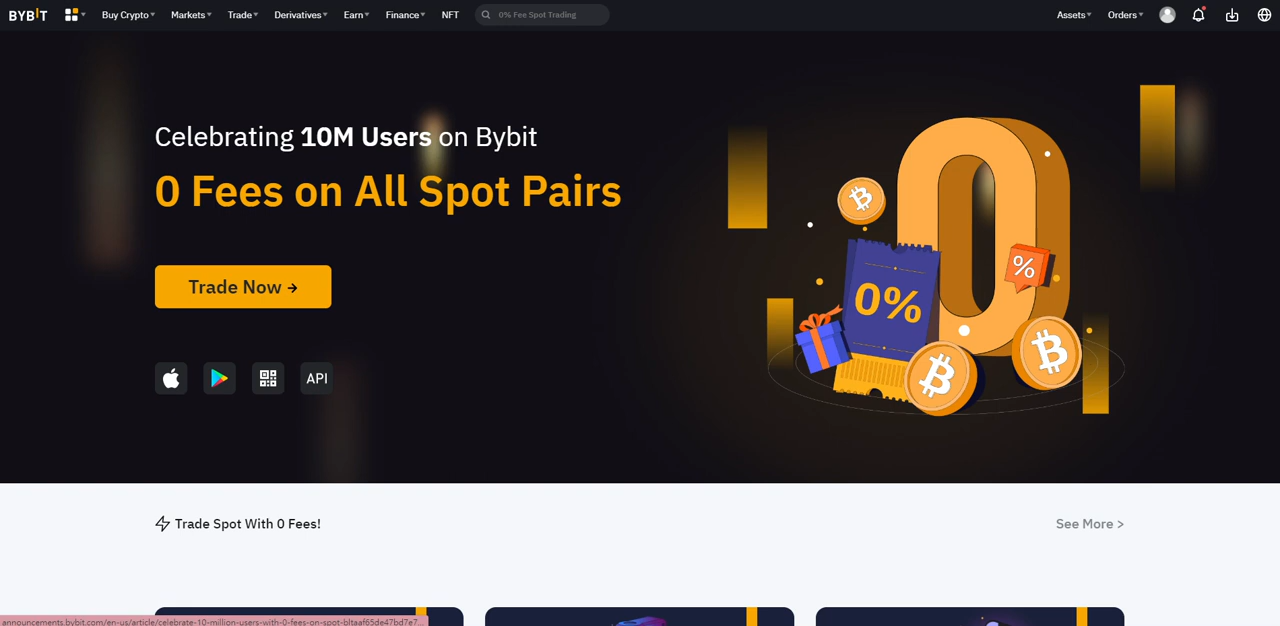 BYBIT
Buy Crypto
Markets
Trade
Derivatives
Earn
Finance
NFT
0% Fee Spot Trading
Assets
Orders
Celebrating 10M Users on Bybit
0 Fees on All Spot Pairs
Trade Now →
API
0
0%
%
Trade Spot With 0 Fees!
See More >
announcements.bybit.com/en-us/article/celebrate-10-million-users-with-0-fees-on-spot-bltaaf65de47bd7e7...